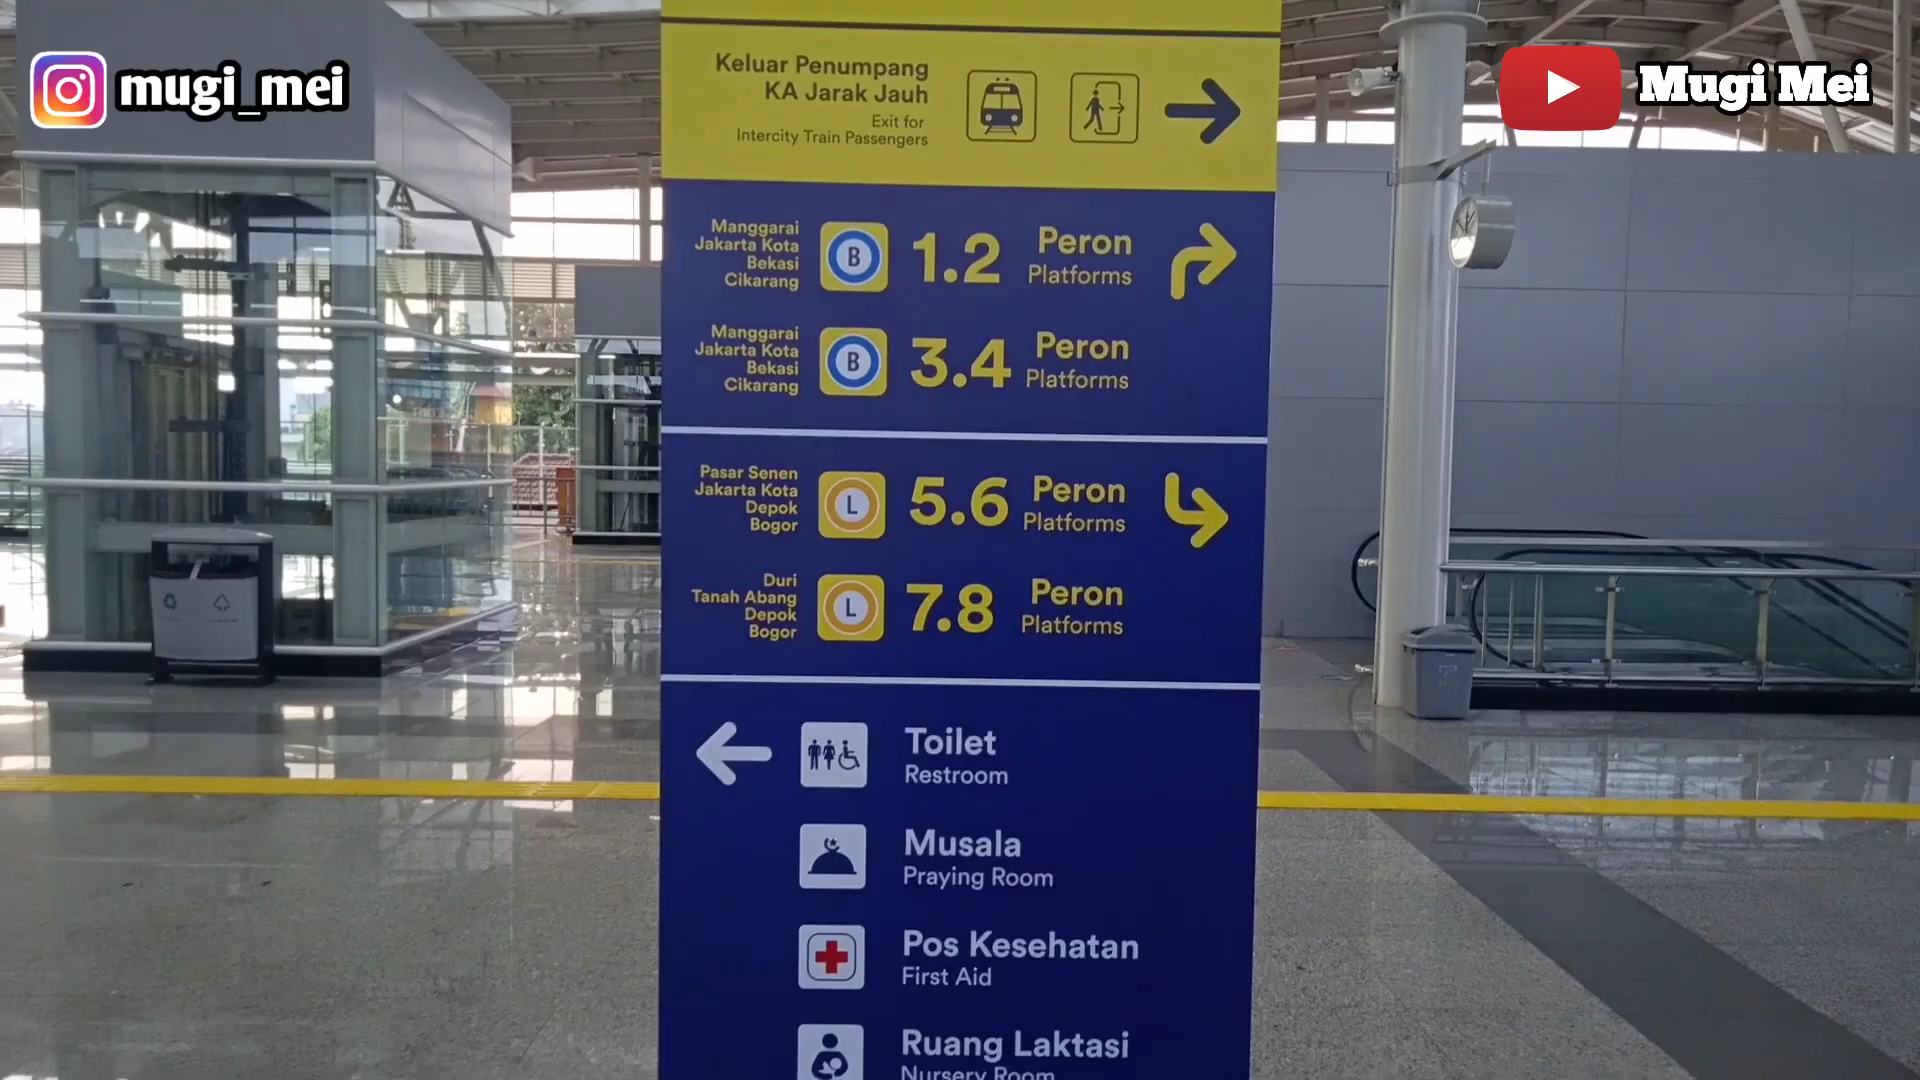 mugi_mei
Mugi Mei
Keluar Penumpang
KA Jarak Jauh
Exit for
Intercity Train Passengers
Manggarai
Jakarta Kota
Bekasi
Cikarang
B
1.2
Peron
Platforms
Manggarai
Jakarta Kota
Bekasi
Cikarang
B
3.4
Peron
Platforms
Pasar Senen
Jakarta Kota
Depok
Bogor
L
5.6
Peron
Platforms
Duri
Tanah Abang
Depok
Bogor
L
7.8
Peron
Platforms
Toilet
Restroom
Musala
Praying Room
Pos Kesehatan
First Aid
Ruang Laktasi
Nursery Room